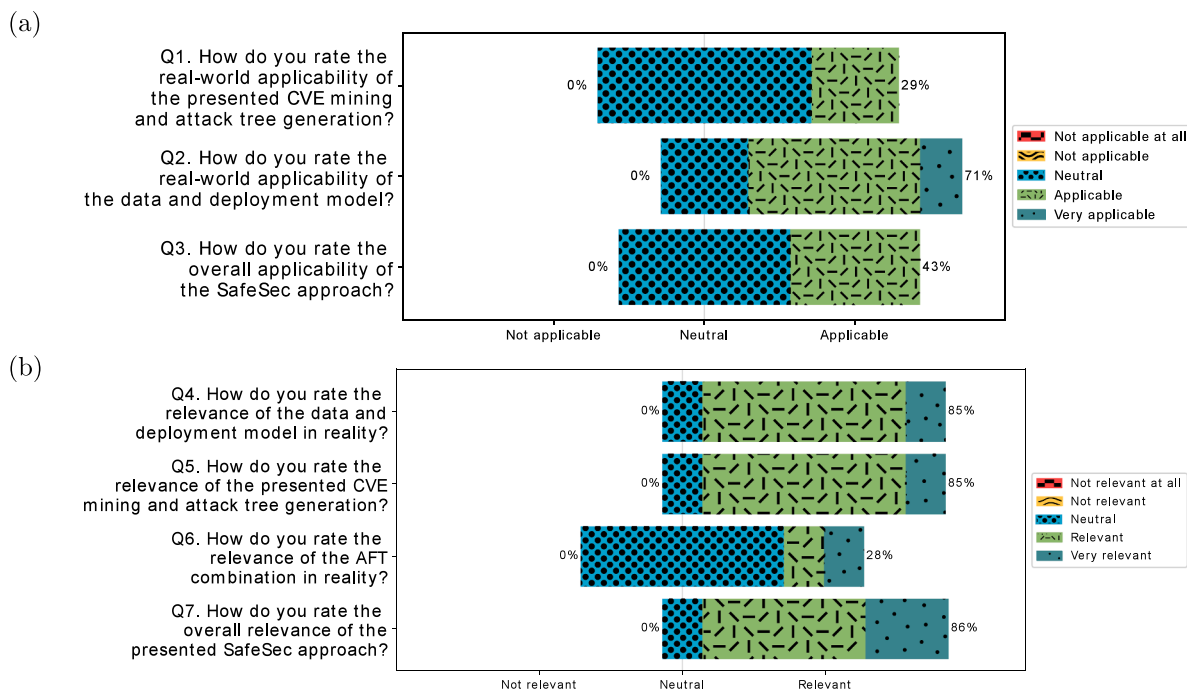 (a)
Q1. How do you rate the
real-world applicability of
the presented CVE mining
and attack tree generation?
0%
29%
Q2. How do you rate the
real-world applicability of
the data and deployment model?
0%
71%
Q3. How do you rate the
overall applicability of
the SafeSec approach?
0%
43%
Not applicable
Neutral
Applicable
Not applicable at all
Not applicable
Neutral
Applicable
Very applicable
(b)
Q4. How do you rate the
relevance of the data and
deployment model in reality?
0%
85%
Q5. How do you rate the
relevance of the presented CVE
mining and attack tree generation?
0%
85%
Q6. How do you rate the
relevance of the AFT
combination in reality?
0%
28%
Q7. How do you rate the
overall relevance of the
presented SafeSec approach?
0%
86%
Not relevant
Neutral
Relevant
Not relevant at all
Not relevant
Neutral
Relevant
Very relevant